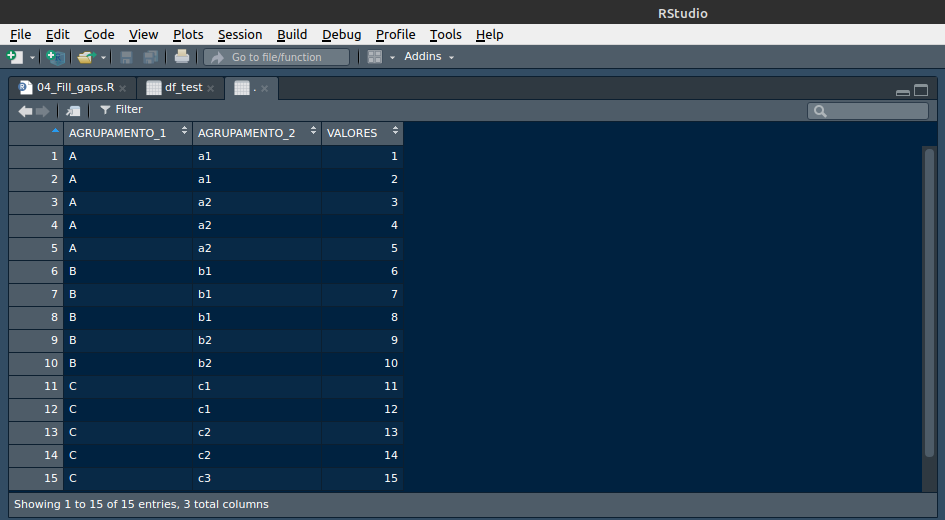 RStudio
File Edit Code View Plots Session Build Debug Profile Tools Help
Go to file/function Addins
04_Fill_gaps.R df_test .
Filter
AGRUPAMENTO_1 AGRUPAMENTO_2 VALORES
1 A a1 1
2 A a1 2
3 A a2 3
4 A a2 4
5 A a2 5
6 B b1 6
7 B b1 7
8 B b1 8
9 B b2 9
10 B b2 10
11 C c1 11
12 C c1 12
13 C c2 13
14 C c2 14
15 C c3 15
Showing 1 to 15 of 15 entries, 3 total columns